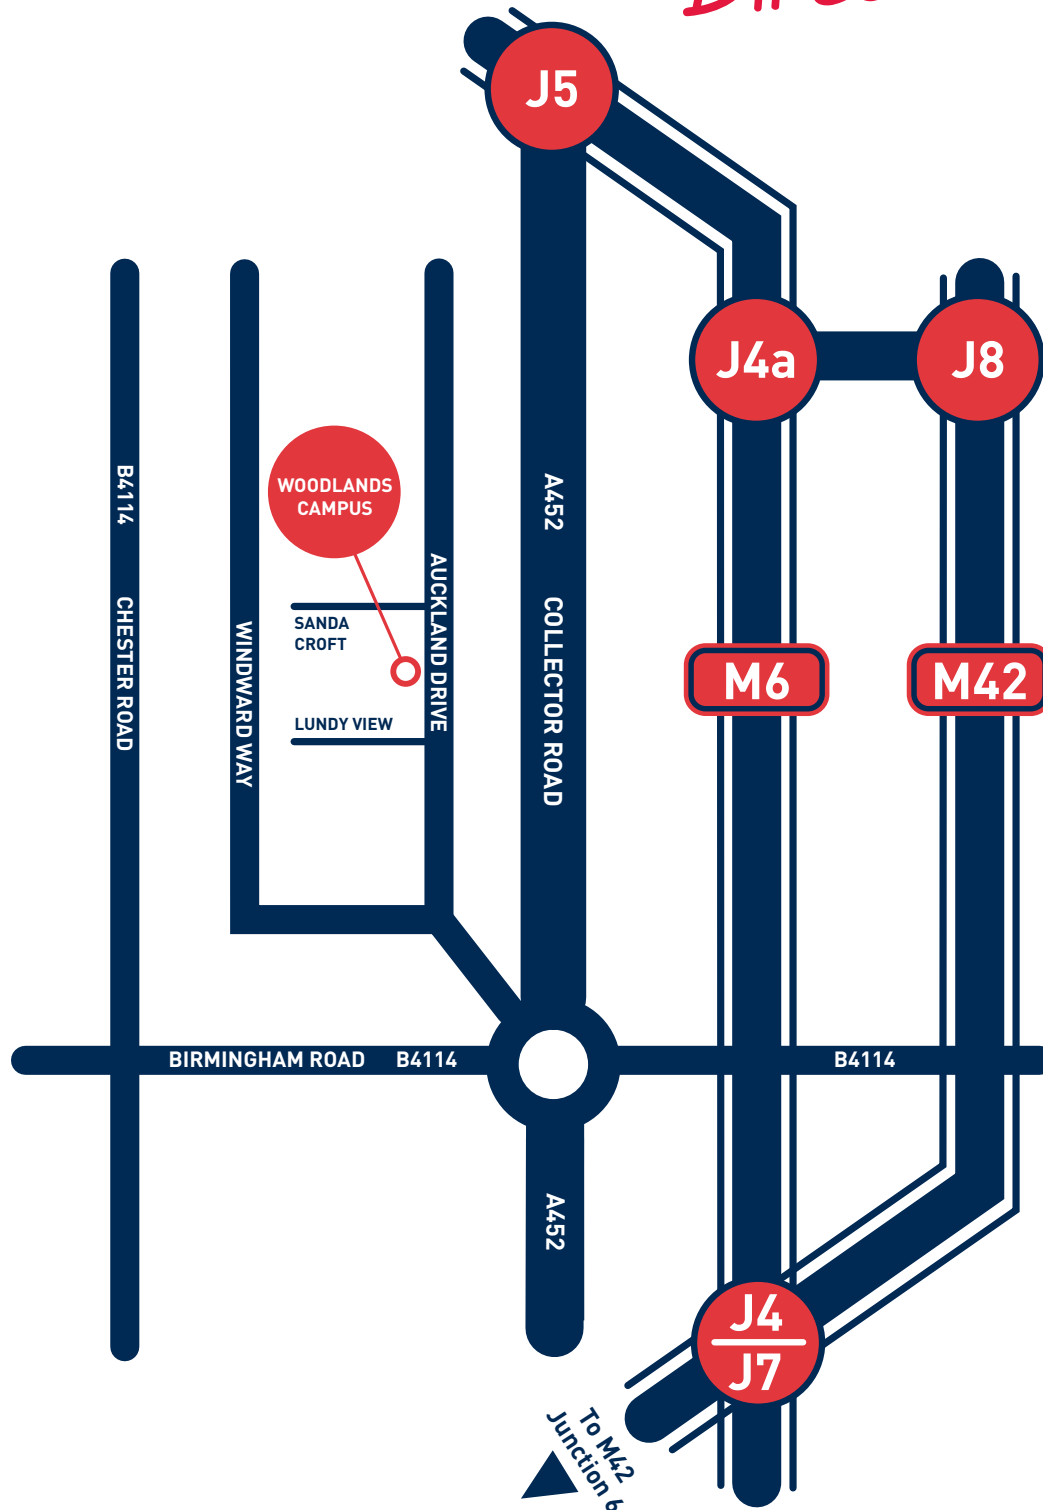 J5
J4a
J8
WOODLANDS
CAMPUS
B4114
CHESTER ROAD
WINDWARD WAY
SANDA
CROFT
LUNDY VIEW
AUCKLAND DRIVE
A452
COLLECTOR ROAD
M6
M42
BIRMINGHAM ROAD B4114
B4114
A452
J4
J7
To M42
Junction 6